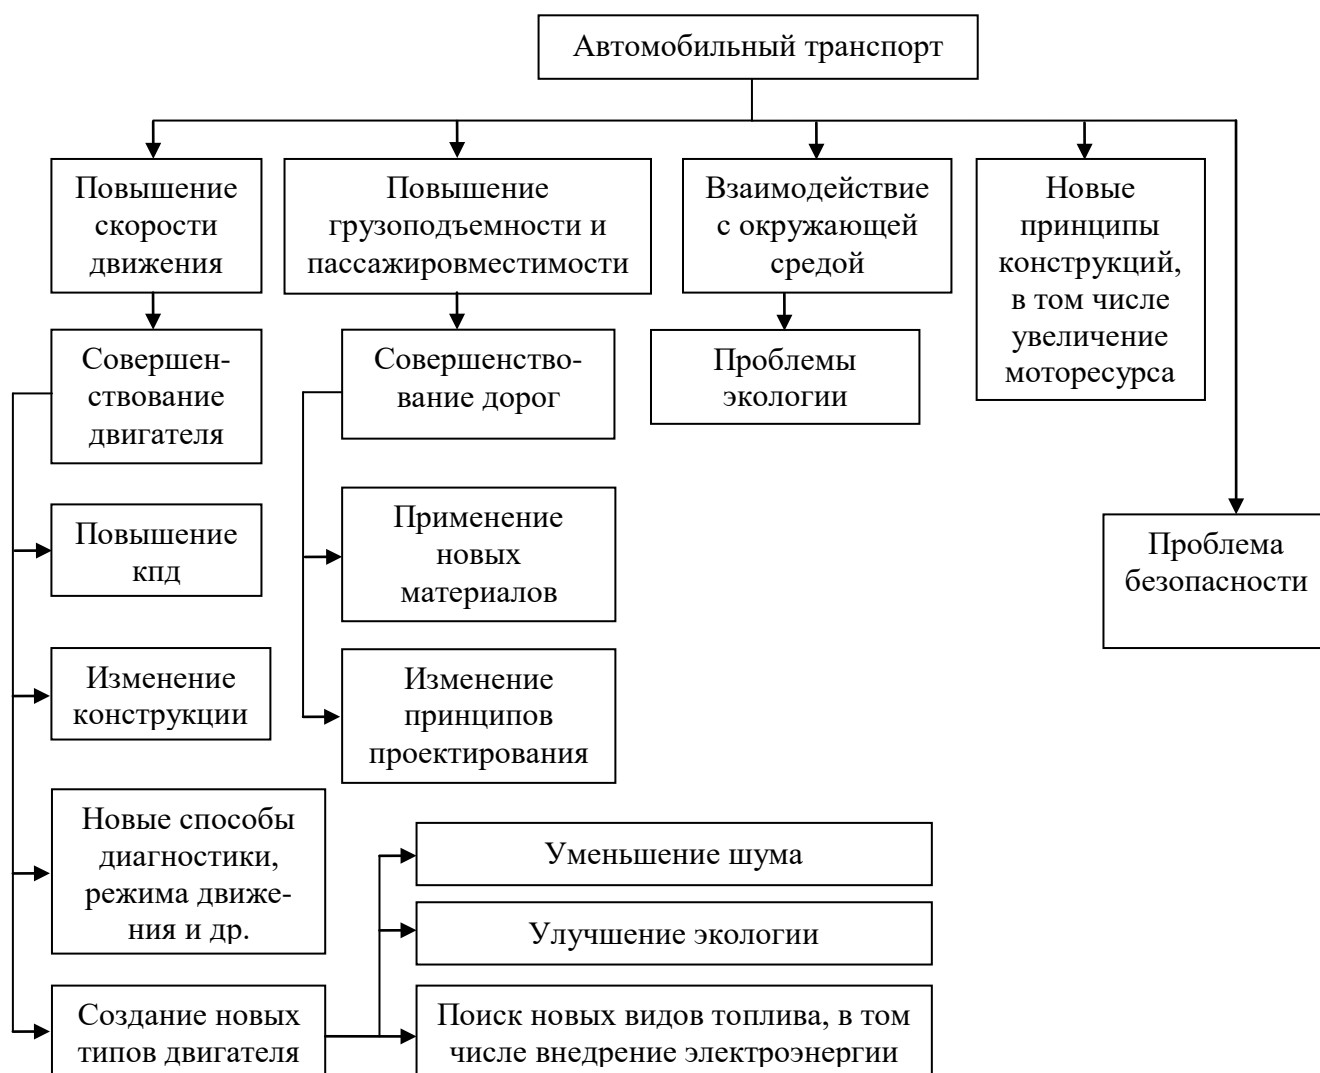 Автомобильный транспорт
Повышение
скорости
движения
Повышение
грузоподъемности и
пассажировместимости
Взаимодействие
с окружающей
средой
Новые
принципы
конструкций,
в том числе
увеличение
моторесурса
Совершен-
ствование
двигателя
Совершенство-
вание дорог
Проблемы
экологии
Повышение
кпд
Применение
новых
материалов
Проблема
безопасности
Изменение
конструкции
Изменение
принципов
проектирования
Новые способы
диагностики,
режима движе-
ния и др.
Уменьшение шума
Улучшение экологии
Создание новых
типов двигателя
Поиск новых видов топлива, в том
числе внедрение электроэнергии